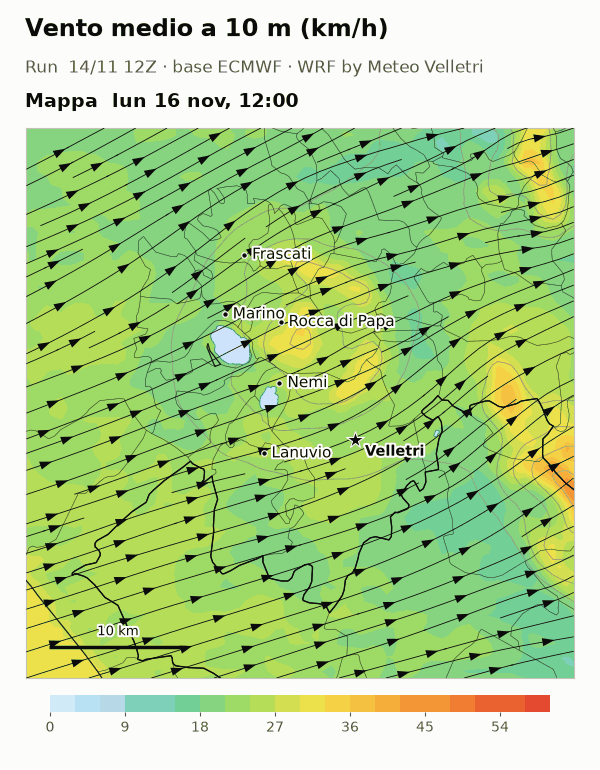 Vento medio a 10 m (km/h)
Run  14/11 12Z · base ECMWF · WRF by Meteo Velletri
Mappa  lun 16 nov, 12:00
Frascati
Marino
Rocca di Papa
Nemi
Velletri
Lanuvio
10 km
0 9 18 27 36 45 54